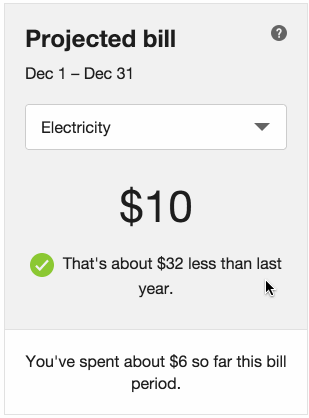 Projected bill
?
Dec 1 – Dec 31
Electricity
$10
That's about $32 less than last
year.
You've spent about $6 so far this bill
period.